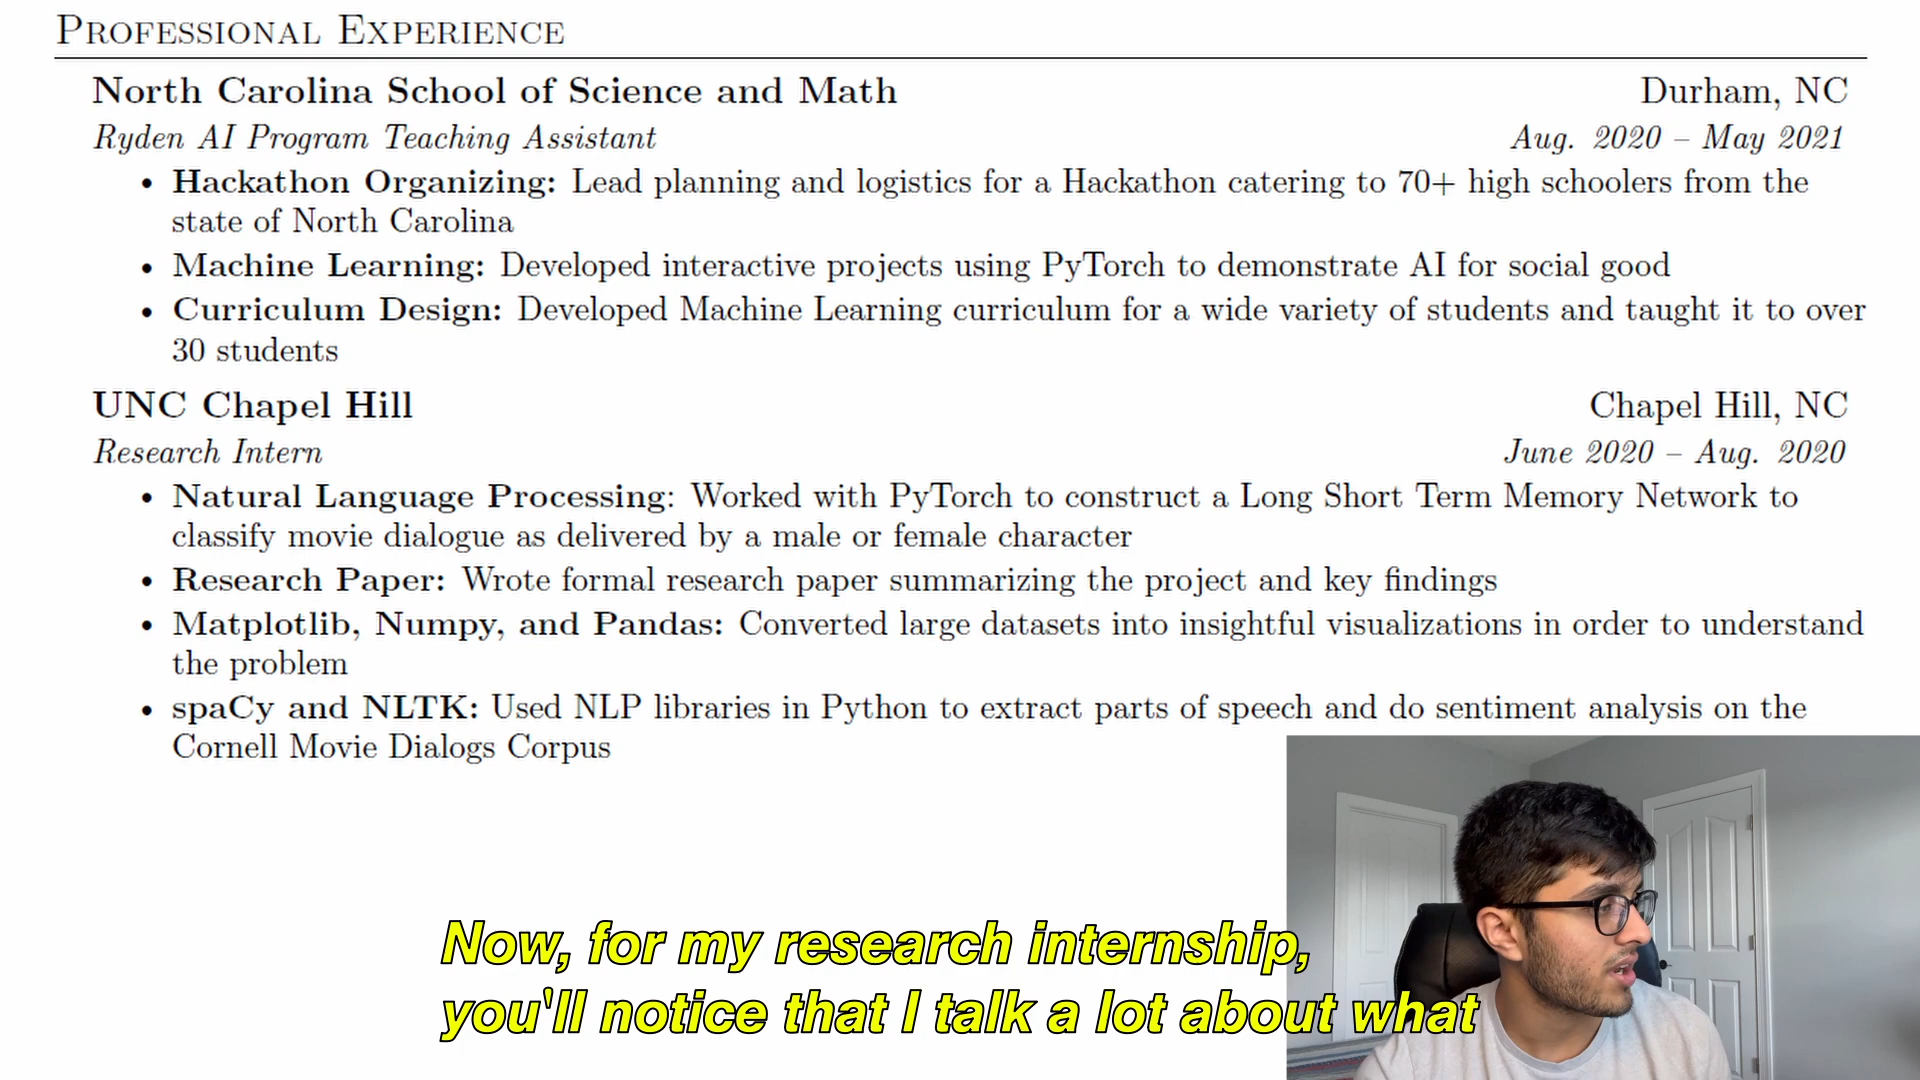 PROFESSIONAL EXPERIENCE
North Carolina School of Science and Math Durham, NC
Ryden AI Program Teaching Assistant Aug. 2020 – May 2021
• Hackathon Organizing: Lead planning and logistics for a Hackathon catering to 70+ high schoolers from the
state of North Carolina
• Machine Learning: Developed interactive projects using PyTorch to demonstrate AI for social good
• Curriculum Design: Developed Machine Learning curriculum for a wide variety of students and taught it to over
30 students
UNC Chapel Hill Chapel Hill, NC
Research Intern June 2020 – Aug. 2020
• Natural Language Processing: Worked with PyTorch to construct a Long Short Term Memory Network to
classify movie dialogue as delivered by a male or female character
• Research Paper: Wrote formal research paper summarizing the project and key findings
• Matplotlib, Numpy, and Pandas: Converted large datasets into insightful visualizations in order to understand
the problem
• spaCy and NLTK: Used NLP libraries in Python to extract parts of speech and do sentiment analysis on the
Cornell Movie Dialogs Corpus
Now, for my research internship,
you'll notice that I talk a lot about what